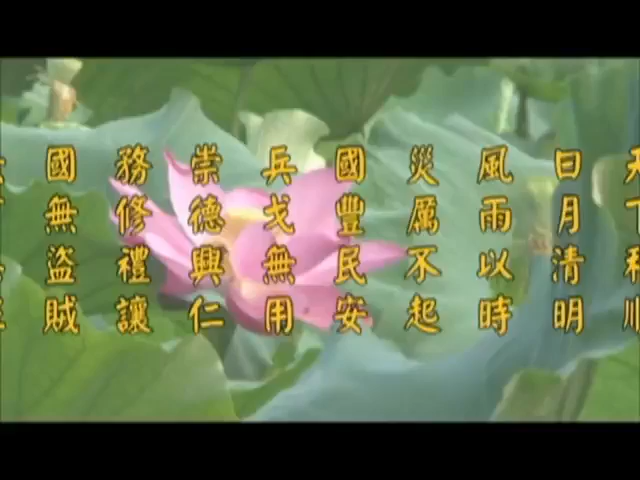 天下和順
日月清明
風雨以時
災厲不起
國豐民安
兵戈無用
崇德興仁
務修禮讓
國無盜賊